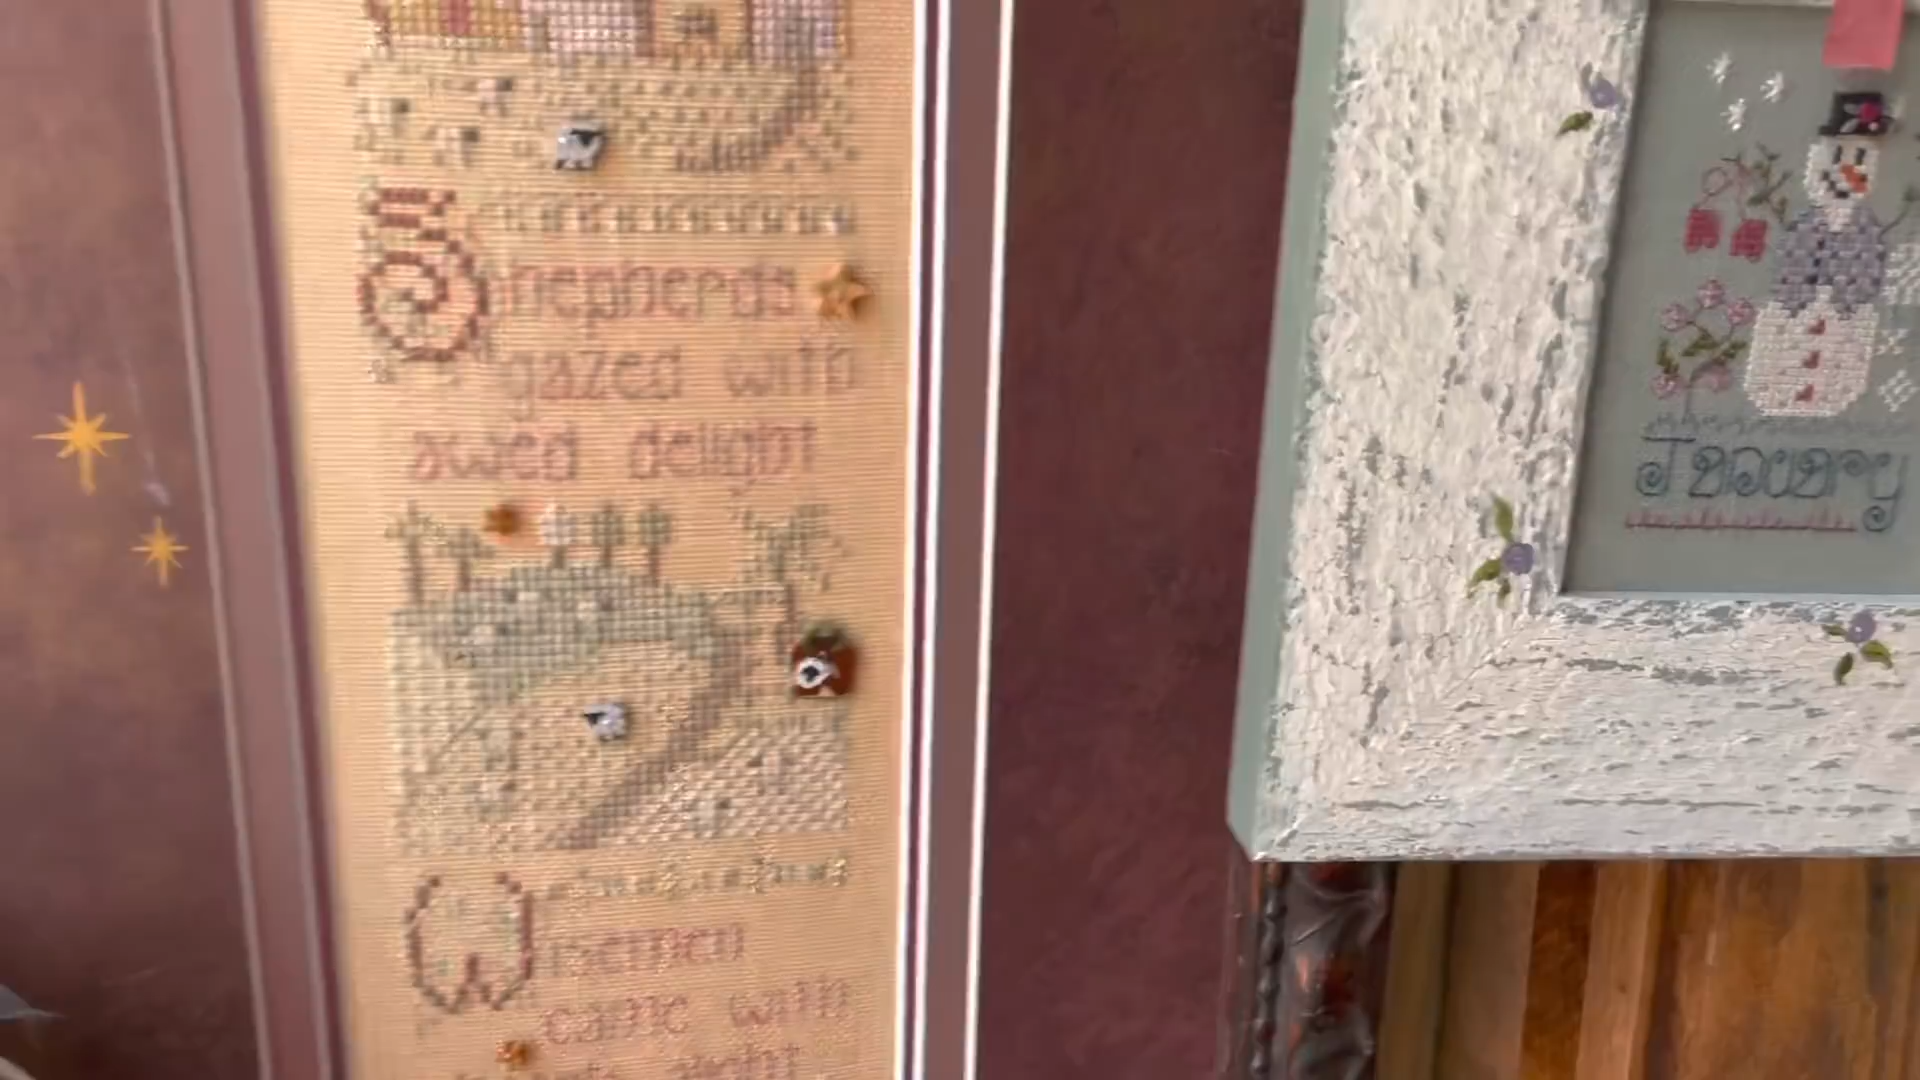 Shepherds
gazed with
awed delight
Wisemen
came with
January